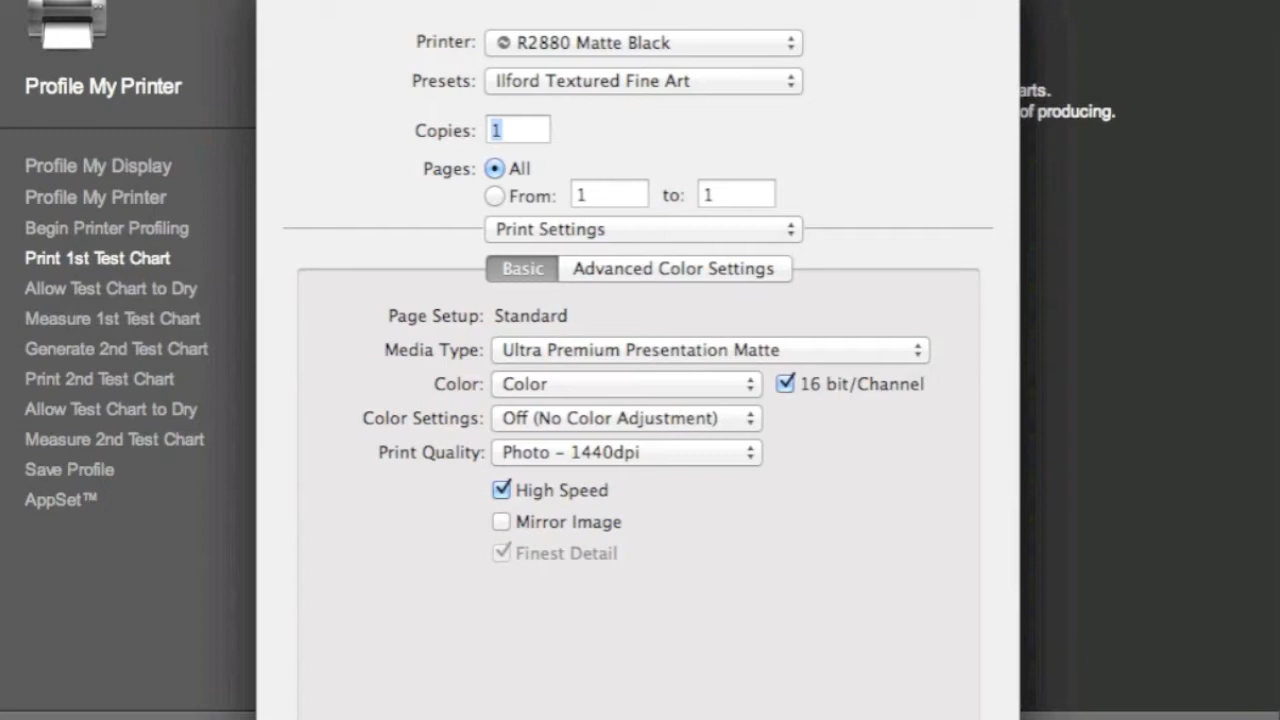 Profile My Printer
Profile My Display
Profile My Printer
Begin Printer Profiling
Print 1st Test Chart
Allow Test Chart to Dry
Measure 1st Test Chart
Generate 2nd Test Chart
Print 2nd Test Chart
Allow Test Chart to Dry
Measure 2nd Test Chart
Save Profile
AppSet™
Printer: R2880 Matte Black
Presets: Ilford Textured Fine Art
Copies: 1
Pages: All
From: 1 to: 1
Print Settings
Basic Advanced Color Settings
Page Setup: Standard
Media Type: Ultra Premium Presentation Matte
Color: Color 16 bit/Channel
Color Settings: Off (No Color Adjustment)
Print Quality: Photo – 1440dpi
High Speed
Mirror Image
Finest Detail
arts.
of producing.